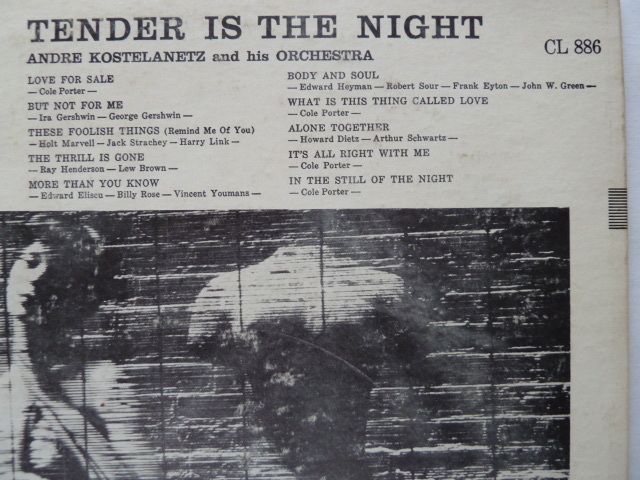 TENDER IS THE NIGHT
CL 886
ANDRE KOSTELANETZ and his ORCHESTRA
LOVE FOR SALE
— Cole Porter —
BUT NOT FOR ME
— Ira Gershwin — George Gershwin —
THESE FOOLISH THINGS (Remind Me Of You)
— Holt Marvell — Jack Strachey — Harry Link —
THE THRILL IS GONE
— Ray Henderson — Lew Brown —
MORE THAN YOU KNOW
— Edward Eliscu — Billy Rose — Vincent Youmans —
BODY AND SOUL
— Edward Heyman — Robert Sour — Frank Eyton — John W. Green —
WHAT IS THIS THING CALLED LOVE
— Cole Porter —
ALONE TOGETHER
— Howard Dietz — Arthur Schwartz —
IT'S ALL RIGHT WITH ME
— Cole Porter —
IN THE STILL OF THE NIGHT
— Cole Porter —